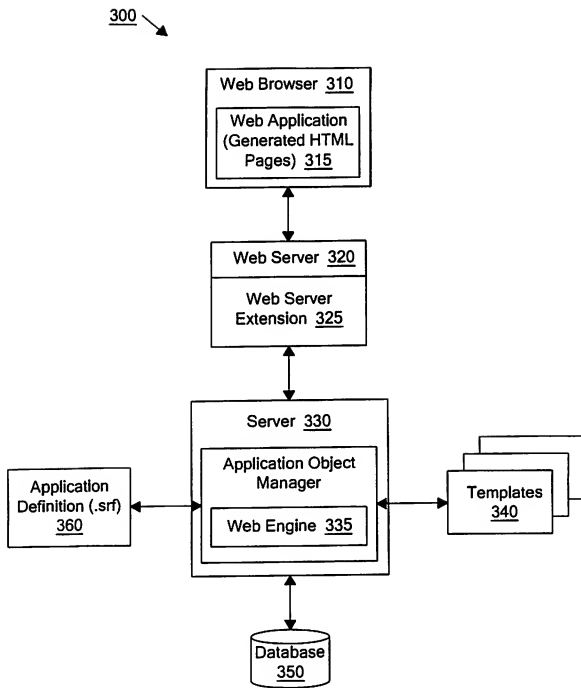 300
Web Browser 310
Web Application
(Generated HTML
Pages) 315
Web Server 320
Web Server
Extension 325
Server 330
Application Object
Manager
Web Engine 335
Application
Definition (.srf)
360
Templates
340
Database
350